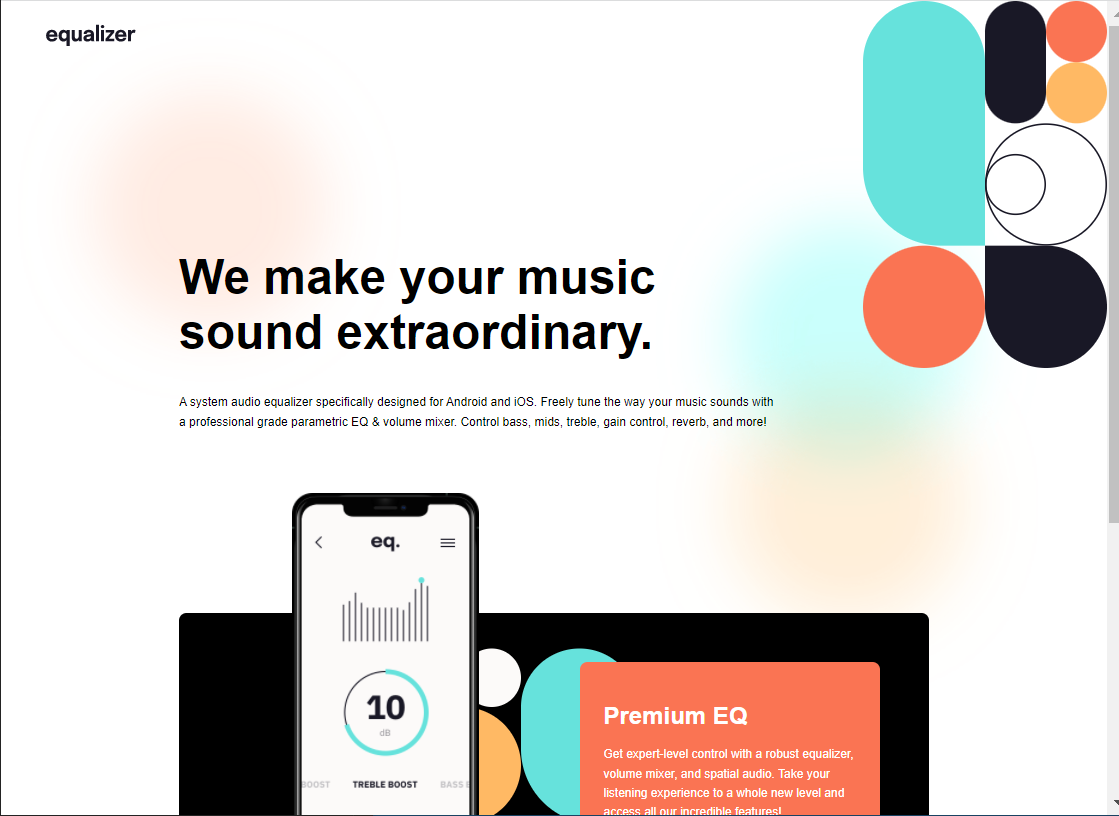 equalizer
We make your music
sound extraordinary.
A system audio equalizer specifically designed for Android and iOS. Freely tune the way your music sounds with
a professional grade parametric EQ & volume mixer. Control bass, mids, treble, gain control, reverb, and more!
eq.
10
dB
BOOST
TREBLE BOOST
BASS
Premium EQ
Get expert-level control with a robust equalizer,
volume mixer, and spatial audio. Take your
listening experience to a whole new level and
access all our incredible features!